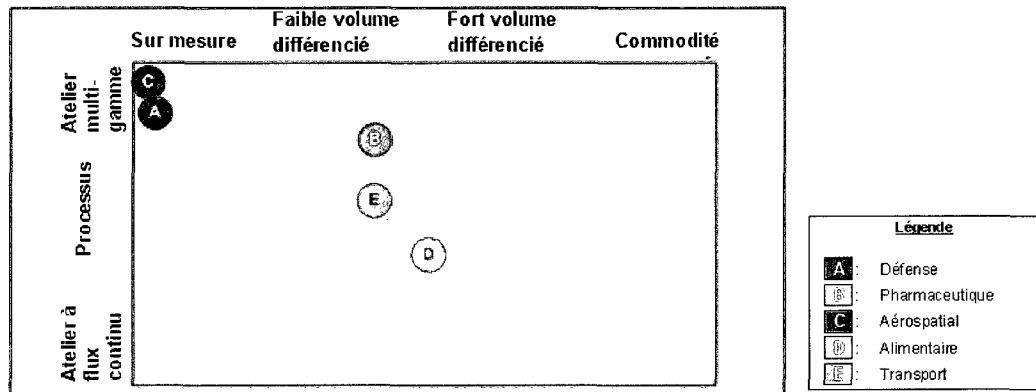 Sur mesure
Faible volume
différencié
Fort volume
différencié
Commodité
Atelier
multi-
gamme
Processus
Atelier à
flux
continu
C
A
B
E
D
Légende
A : Défense
B : Pharmaceutique
C : Aérospatial
D : Alimentaire
E : Transport